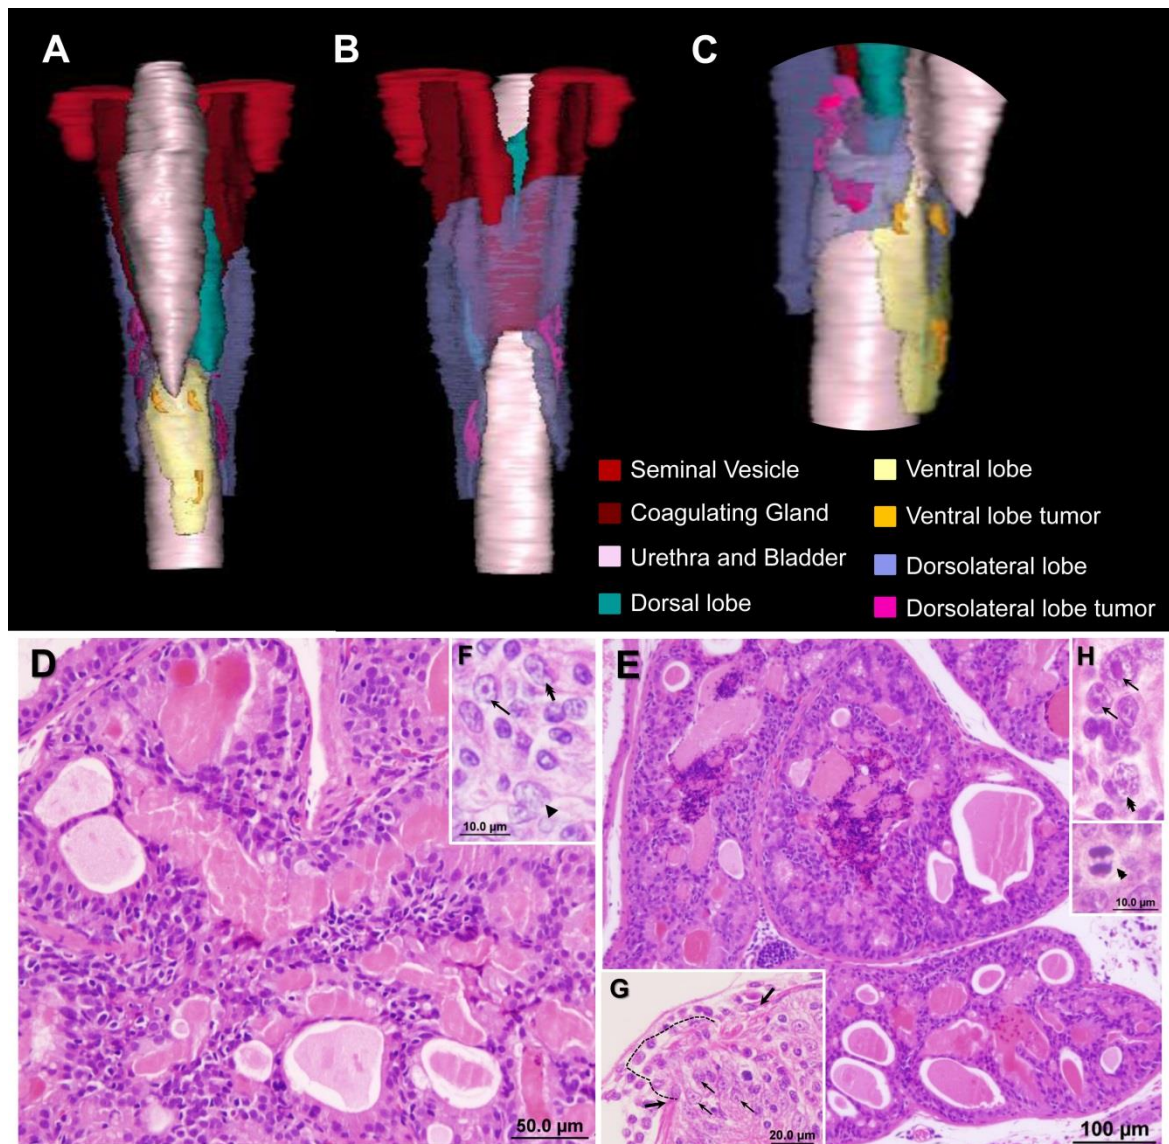 A
B
C
Seminal Vesicle
Coagulating Gland
Urethra and Bladder
Dorsal lobe
Ventral lobe
Ventral lobe tumor
Dorsolateral lobe
Dorsolateral lobe tumor
D
F
10.0 µm
50.0 µm
E
H
10.0 µm
G
20.0 µm
100 µm